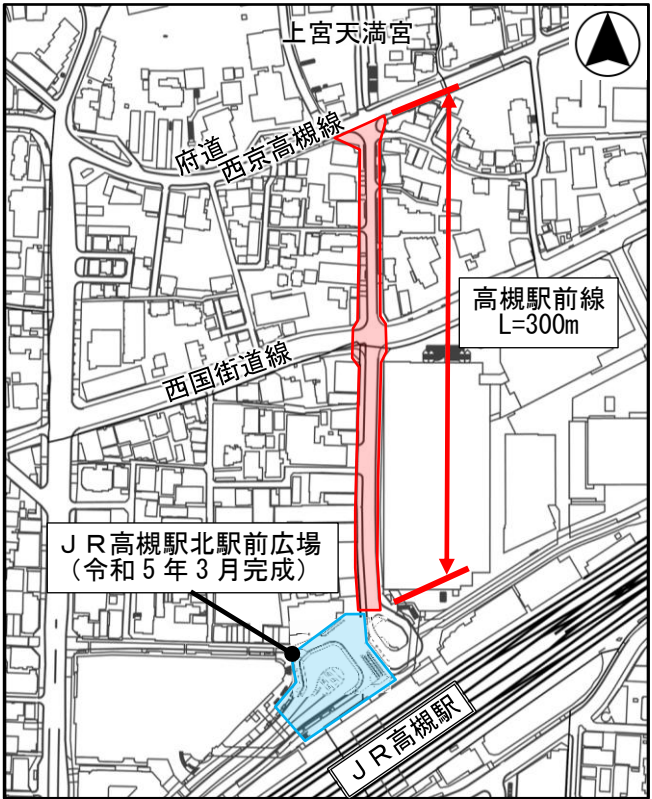 上宮天満宮
府道
西京高槻線
高槻駅前線
L=300m
西国街道線
ＪＲ高槻駅北駅前広場
（令和５年３月完成）
ＪＲ高槻駅